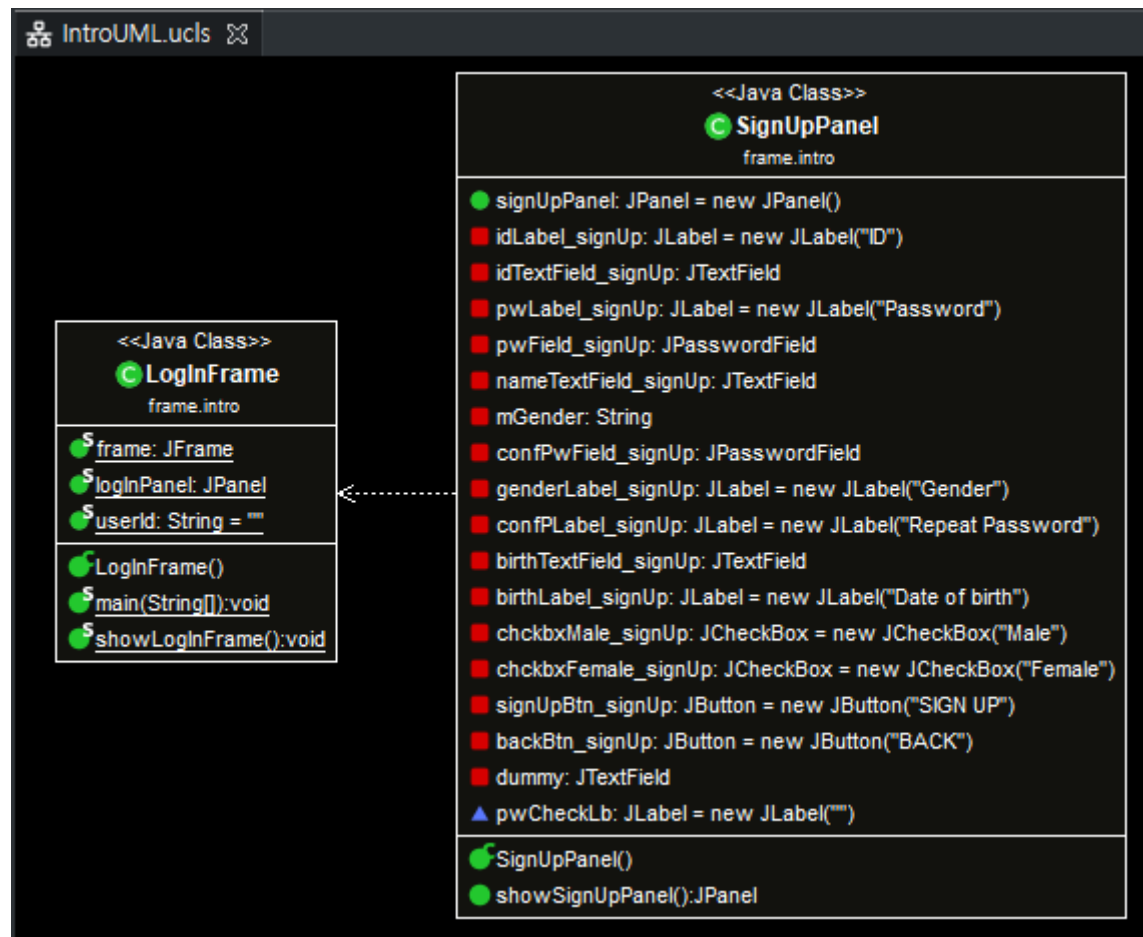 IntroUML.ucls
<<Java Class>>
LogInFrame
frame.intro
frame: JFrame
logInPanel: JPanel
userId: String = ""
LogInFrame()
main(String[]):void
showLogInFrame():void
<<Java Class>>
SignUpPanel
frame.intro
signUpPanel: JPanel = new JPanel()
idLabel_signUp: JLabel = new JLabel("ID")
idTextField_signUp: JTextField
pwLabel_signUp: JLabel = new JLabel("Password")
pwField_signUp: JPasswordField
nameTextField_signUp: JTextField
mGender: String
confPwField_signUp: JPasswordField
genderLabel_signUp: JLabel = new JLabel("Gender")
confPLabel_signUp: JLabel = new JLabel("Repeat Password")
birthTextField_signUp: JTextField
birthLabel_signUp: JLabel = new JLabel("Date of birth")
chckbxMale_signUp: JCheckBox = new JCheckBox("Male")
chckbxFemale_signUp: JCheckBox = new JCheckBox("Female")
signUpBtn_signUp: JButton = new JButton("SIGN UP")
backBtn_signUp: JButton = new JButton("BACK")
dummy: JTextField
pwCheckLb: JLabel = new JLabel("")
SignUpPanel()
showSignUpPanel():JPanel